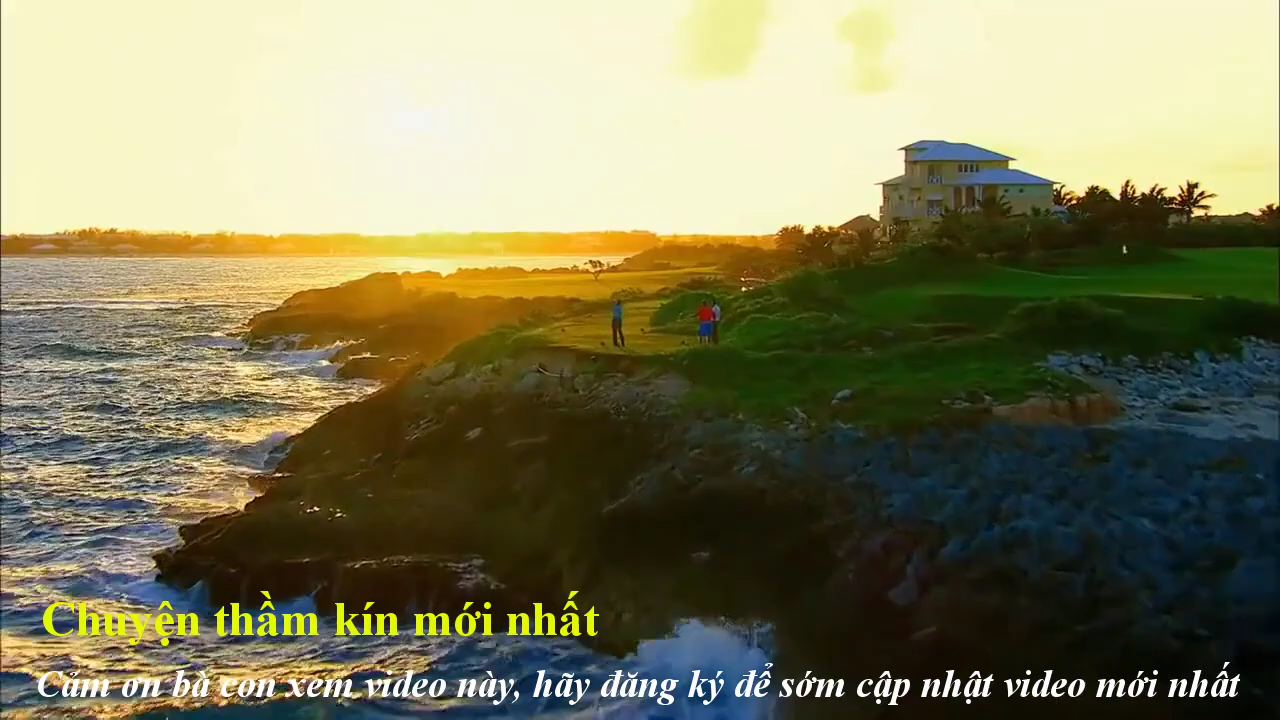 Chuyện thầm kín mới nhất
Cảm ơn bà con xem video này, hãy đăng ký để sớm cập nhật video mới nhất